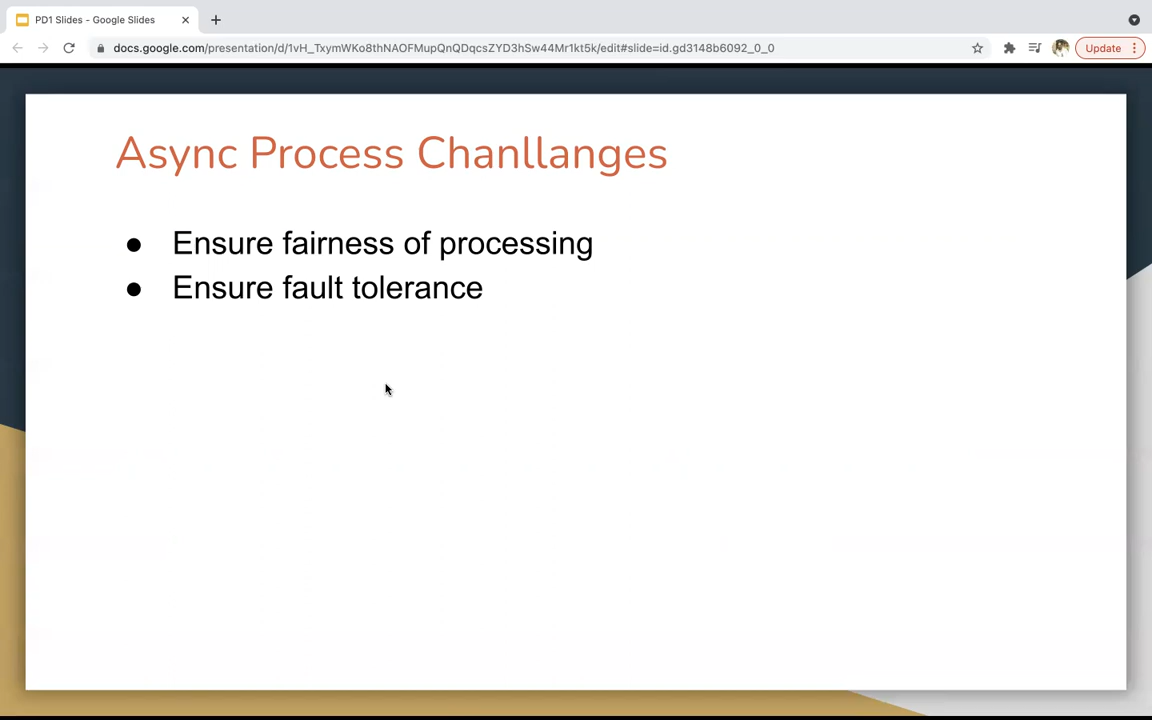 PD1 Slides - Google Slides
docs.google.com/presentation/d/1vH_TxymWKo8thNAOFMupQnQDqcsZYD3hSw44Mr1kt5k/edit#slide=id.gd3148b6092_0_0
Update
Async Process Chanllanges
● Ensure fairness of processing
● Ensure fault tolerance